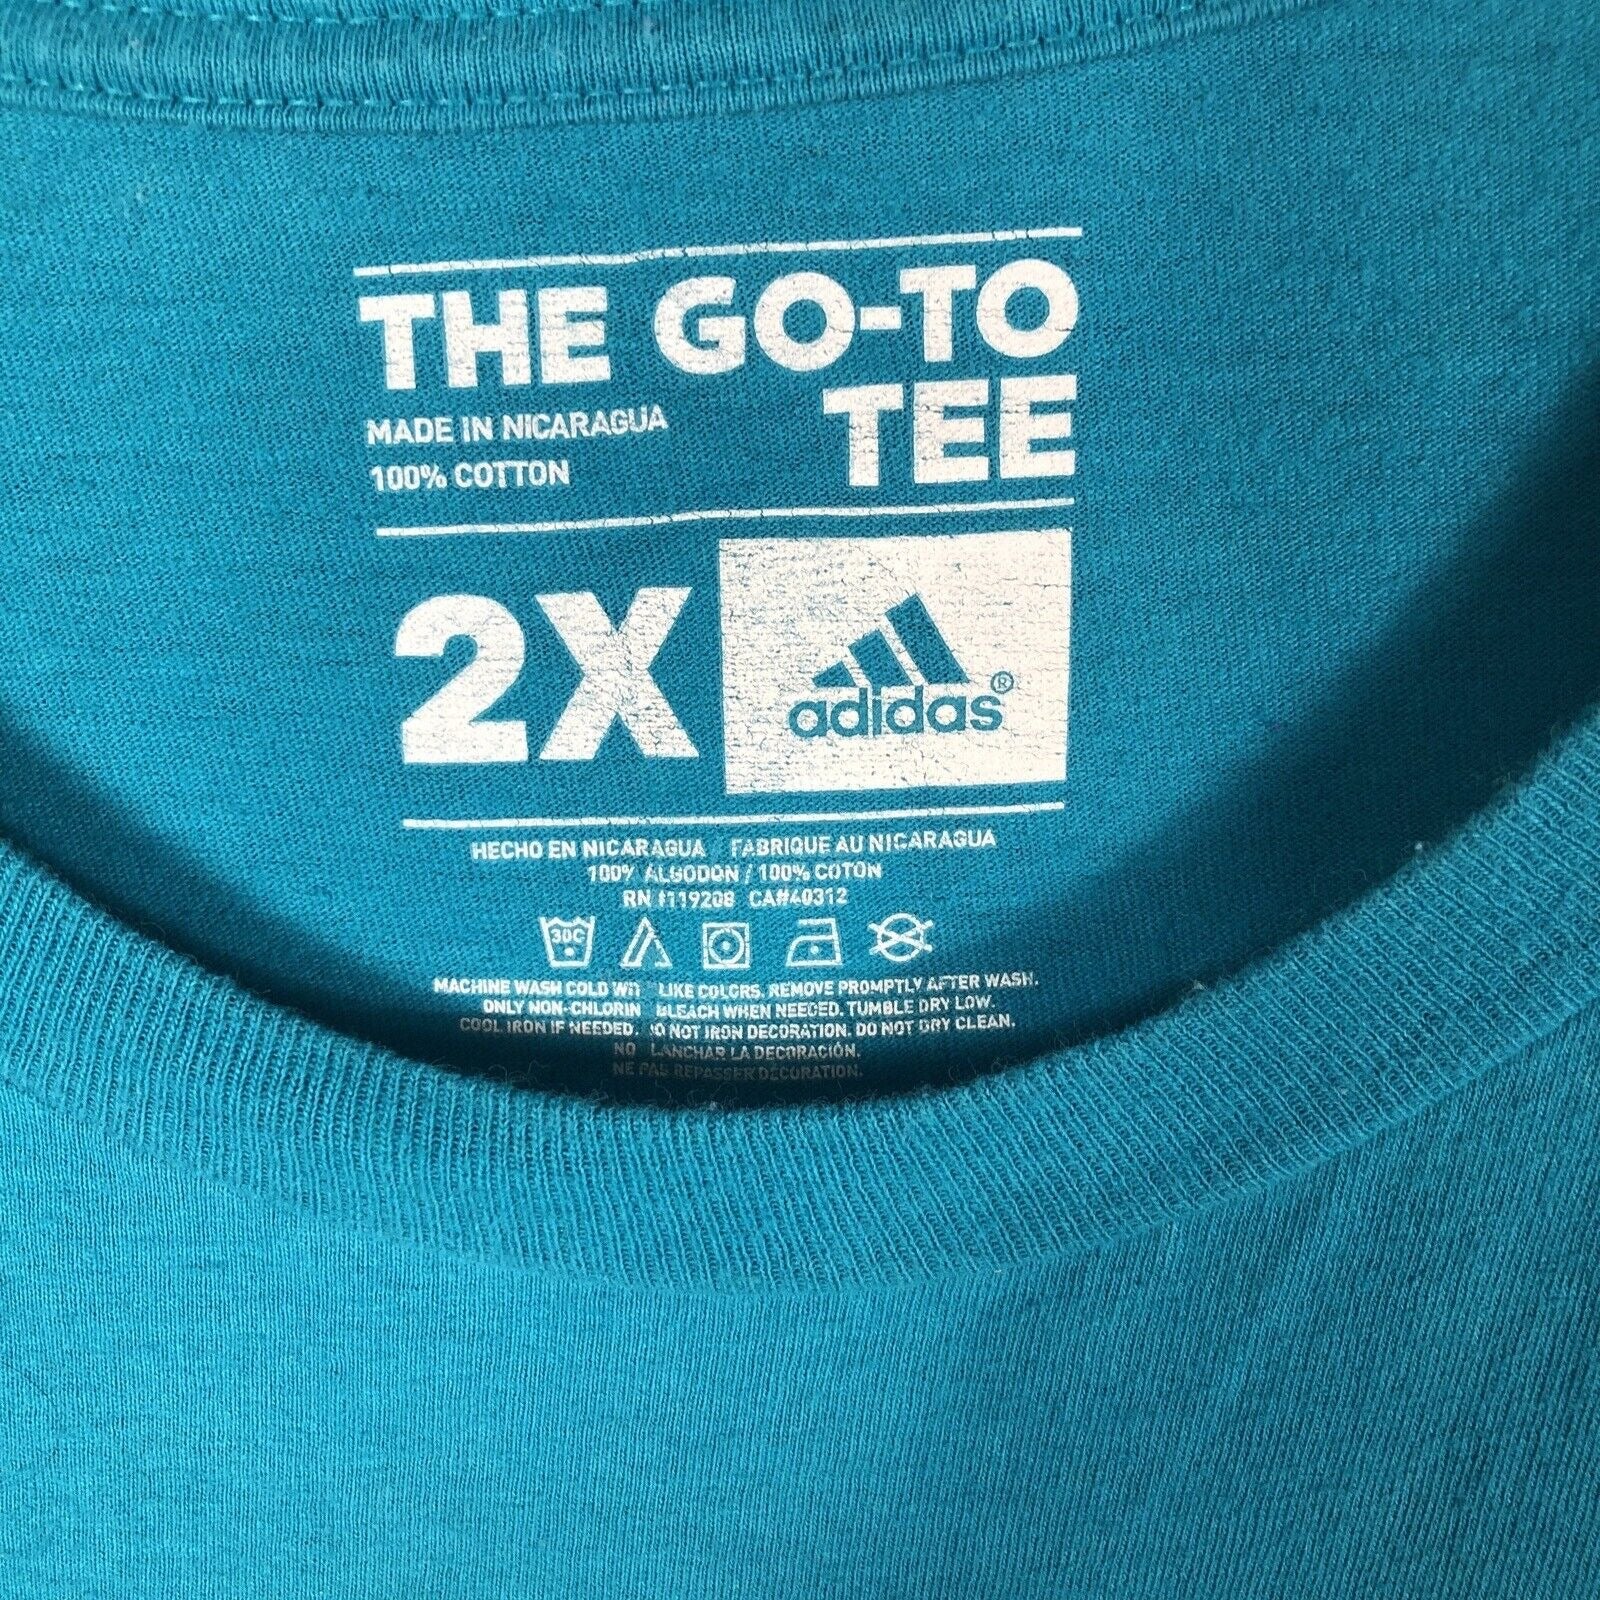 THE GO-TO
TEE
MADE IN NICARAGUA
100% COTTON
2X
adidas®
HECHO EN NICARAGUA FABRIQUE AU NICARAGUA
100% ALGODON / 100% COTON
RN #119208 CA#40312
30C
MACHINE WASH COLD WIT LIKE COLORS. REMOVE PROMPTLY AFTER WASH.
ONLY NON-CHLORIN BLEACH WHEN NEEDED. TUMBLE DRY LOW.
COOL IRON IF NEEDED. DO NOT IRON DECORATION. DO NOT DRY CLEAN.
NO LANCHAR LA DECORACIÓN.
NE PAS REPASSER DECORATION.